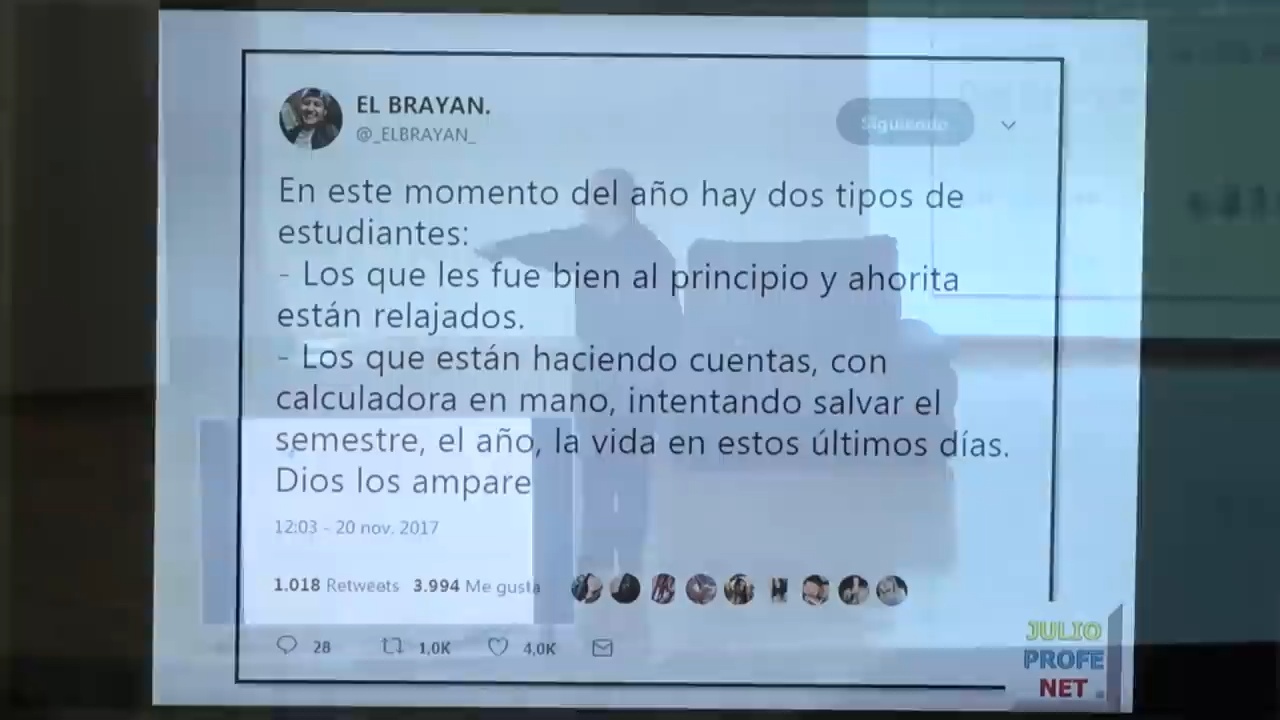 EL BRAYAN.
@_ELBRAYAN_
Siguiendo
En este momento del año hay dos tipos de
estudiantes:
- Los que les fue bien al principio y ahorita
están relajados.
- Los que están haciendo cuentas, con
calculadora en mano, intentando salvar el
semestre, el año, la vida en estos últimos días.
Dios los ampare
12:03 - 20 nov. 2017
1.018 Retweets 3.994 Me gusta
28 1,0K 4,0K
JULIO
PROFE
NET